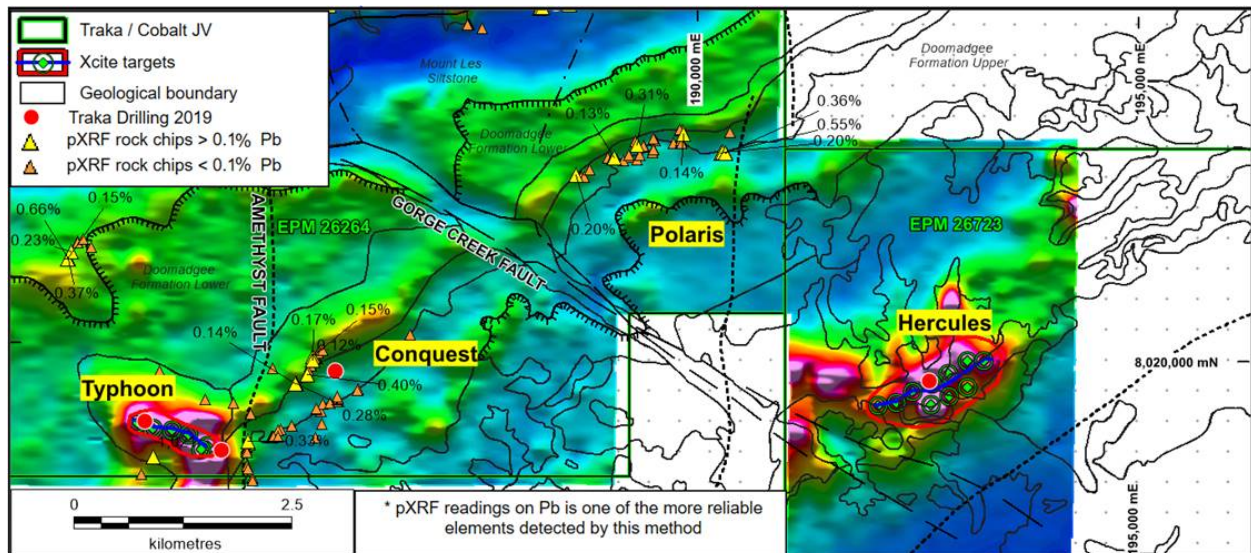 Traka / Cobalt JV
Xcite targets
Geological boundary
Traka Drilling 2019
pXRF rock chips > 0.1% Pb
pXRF rock chips < 0.1% Pb
Mount Les
Siltstone
190,000 mE
Doomadgee
Formation Upper
195,000 mE
0.31%
0.13%
0.36%
0.55%
0.20%
Doomadgee
Formation Lower
0.14%
0.15%
0.66%
0.23%
0.37%
AMETHYST FAULT
EPM 26264
GORGE CREEK FAULT
0.20%
Polaris
EPM 26723
Doomadgee
Formation Lower
0.17%
0.15%
0.14%
0.12%
Conquest
Hercules
Typhoon
0.40%
8,020,000 mN
0.28%
0.33%
0
2.5
kilometres
* pXRF readings on Pb is one of the more reliable
elements detected by this method
195,000 mE